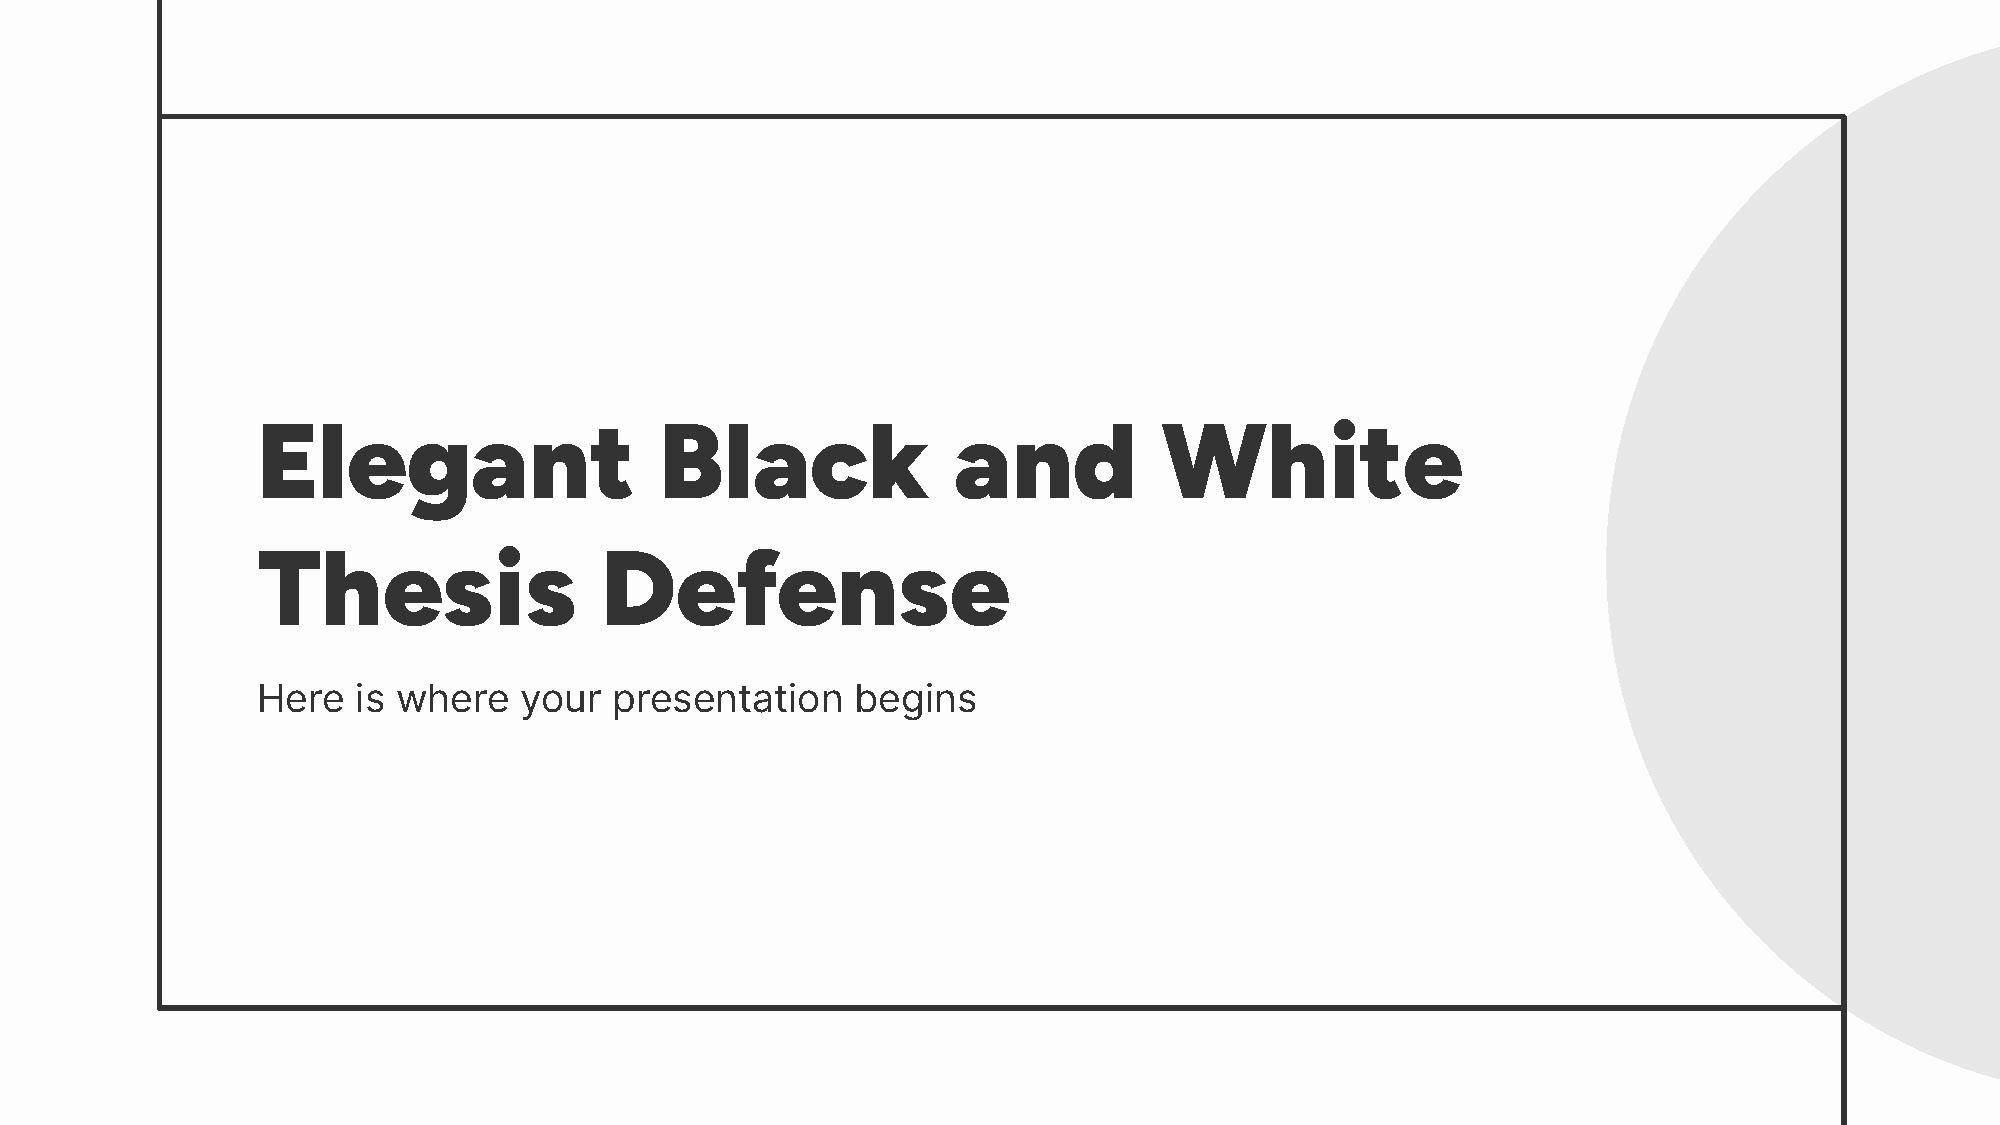 Elegant Black and White
Thesis Defense
Here is where your presentation begins